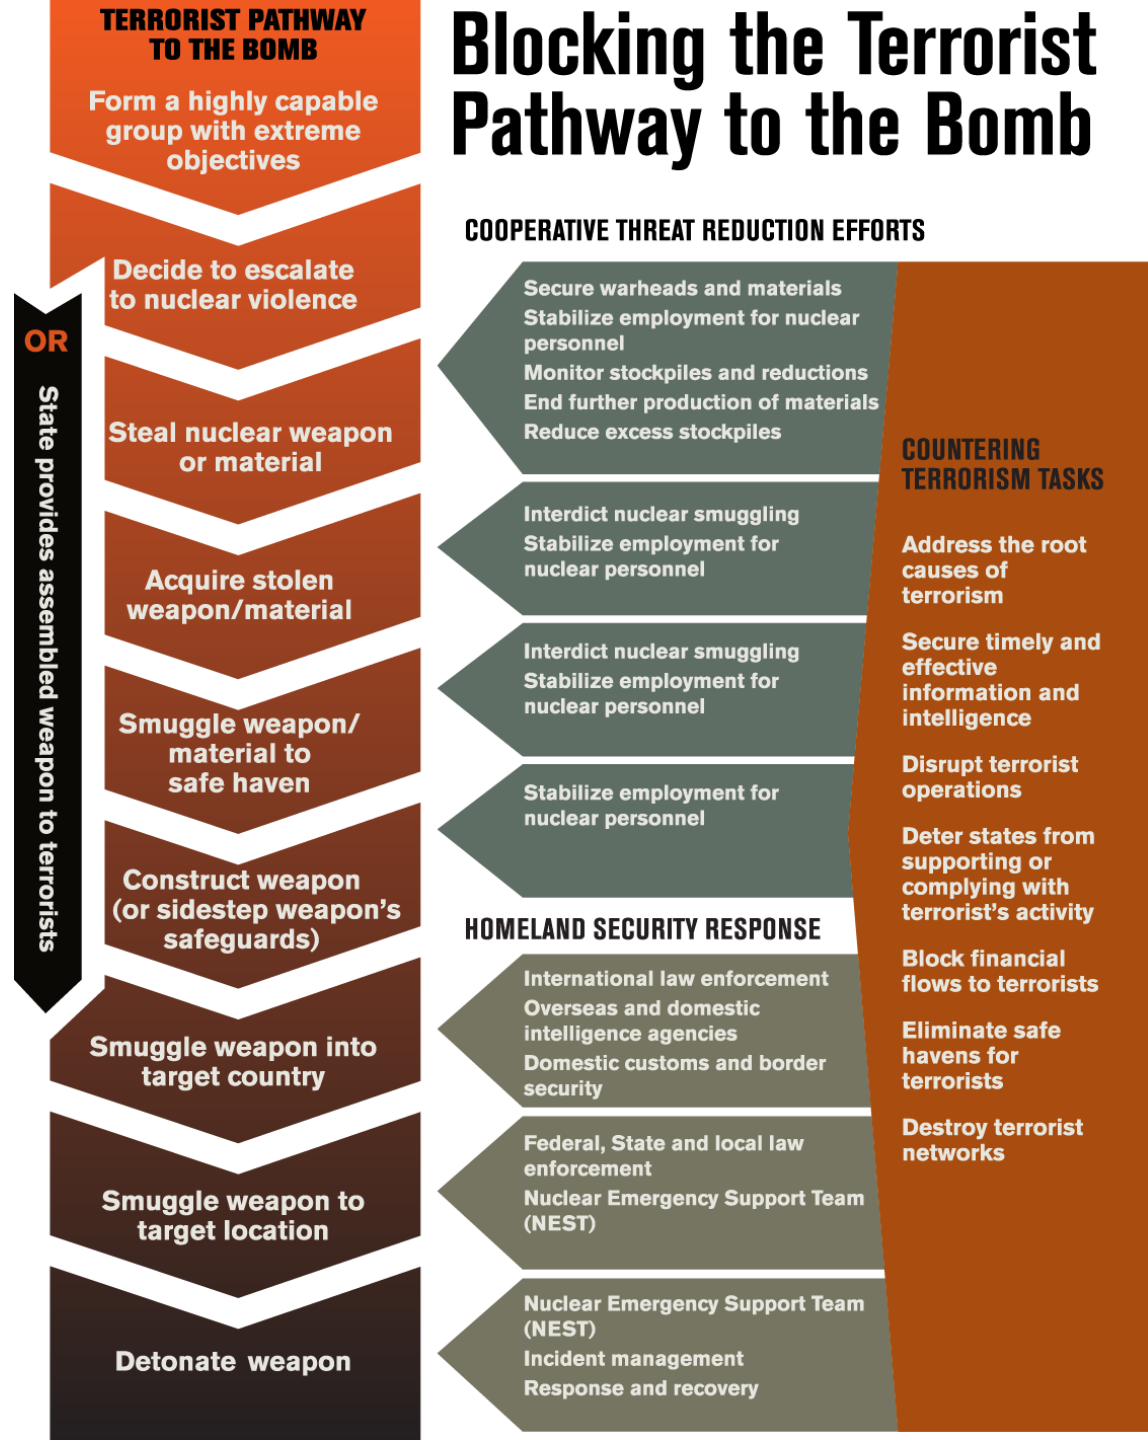 TERRORIST PATHWAY
TO THE BOMB
Form a highly capable
group with extreme
objectives
Decide to escalate
to nuclear violence
OR
State provides assembled weapon to terrorists
Steal nuclear weapon
or material
Acquire stolen
weapon/material
Smuggle weapon/
material to
safe haven
Construct weapon
(or sidestep weapon's
safeguards)
Smuggle weapon into
target country
Smuggle weapon to
target location
Detonate weapon
Blocking the Terrorist
Pathway to the Bomb
COOPERATIVE THREAT REDUCTION EFFORTS
Secure warheads and materials
Stabilize employment for nuclear
personnel
Monitor stockpiles and reductions
End further production of materials
Reduce excess stockpiles
Interdict nuclear smuggling
Stabilize employment for
nuclear personnel
Interdict nuclear smuggling
Stabilize employment for
nuclear personnel
Stabilize employment for
nuclear personnel
HOMELAND SECURITY RESPONSE
International law enforcement
Overseas and domestic
intelligence agencies
Domestic customs and border
security
Federal, State and local law
enforcement
Nuclear Emergency Support Team
(NEST)
Nuclear Emergency Support Team
(NEST)
Incident management
Response and recovery
COUNTERING
TERRORISM TASKS
Address the root
causes of
terrorism
Secure timely and
effective
information and
intelligence
Disrupt terrorist
operations
Deter states from
supporting or
complying with
terrorist's activity
Block financial
flows to terrorists
Eliminate safe
havens for
terrorists
Destroy terrorist
networks